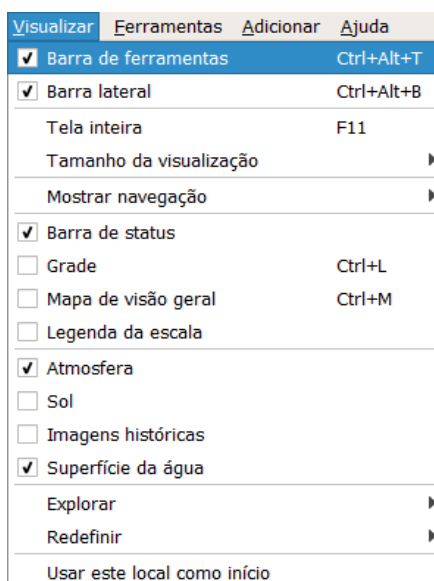 Visualizar Ferramentas Adicionar Ajuda
Barra de ferramentas Ctrl+Alt+T
Barra lateral Ctrl+Alt+B
Tela inteira F11
Tamanho da visualização
Mostrar navegação
Barra de status
Grade Ctrl+L
Mapa de visão geral Ctrl+M
Legenda da escala
Atmosfera
Sol
Imagens históricas
Superfície da água
Explorar
Redefinir
Usar este local como início